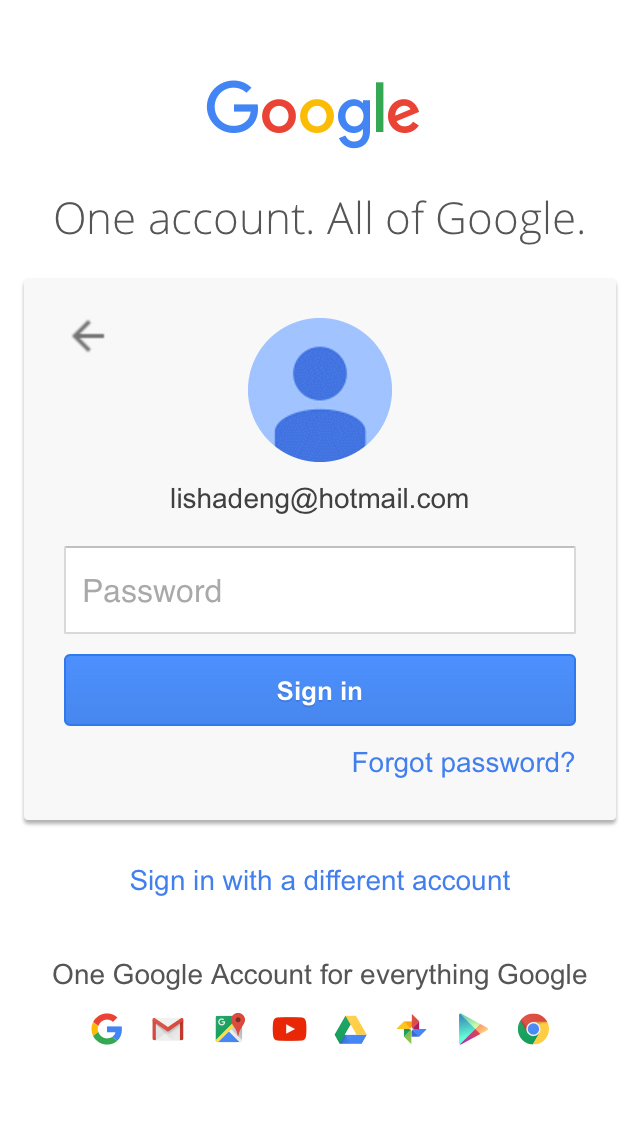 Google
One account. All of Google.
lishadeng@hotmail.com
Password
Sign in
Forgot password?
Sign in with a different account
One Google Account for everything Google